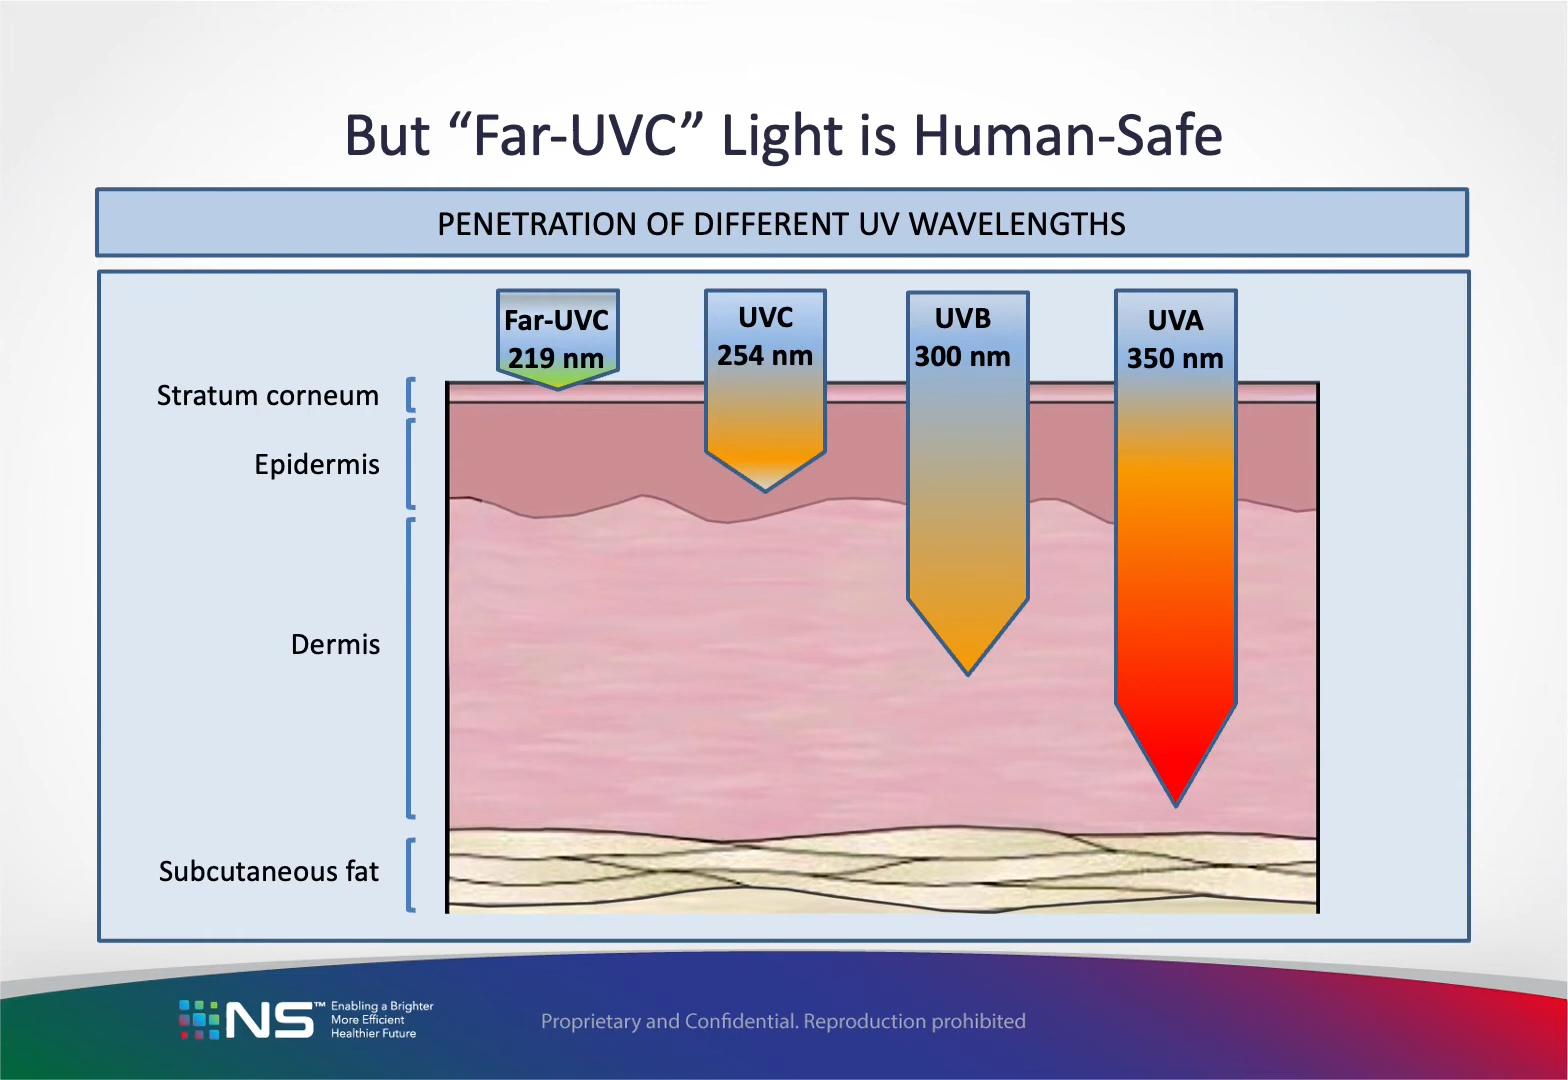 But “Far-UVC” Light is Human-Safe
PENETRATION OF DIFFERENT UV WAVELENGTHS
Far-UVC
219 nm
UVC
254 nm
UVB
300 nm
UVA
350 nm
Stratum corneum
Epidermis
Dermis
Subcutaneous fat
NS™
Enabling a Brighter
More Efficient
Healthier Future
Proprietary and Confidential. Reproduction prohibited